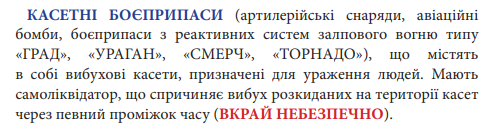 КАСЕТНІ БОЄПРИПАСИ (артилерійські снаряди, авіаційні
бомби, боєприпаси з реактивних систем залпового вогню типу
«ГРАД», «УРАГАН», «СМЕРЧ», «ТОРНАДО»), що містять
в собі вибухові касети, призначені для ураження людей. Мають
самоліквідатор, що спричиняє вибух розкиданих на території касет
через певний проміжок часу (ВКРАЙ НЕБЕЗПЕЧНО).